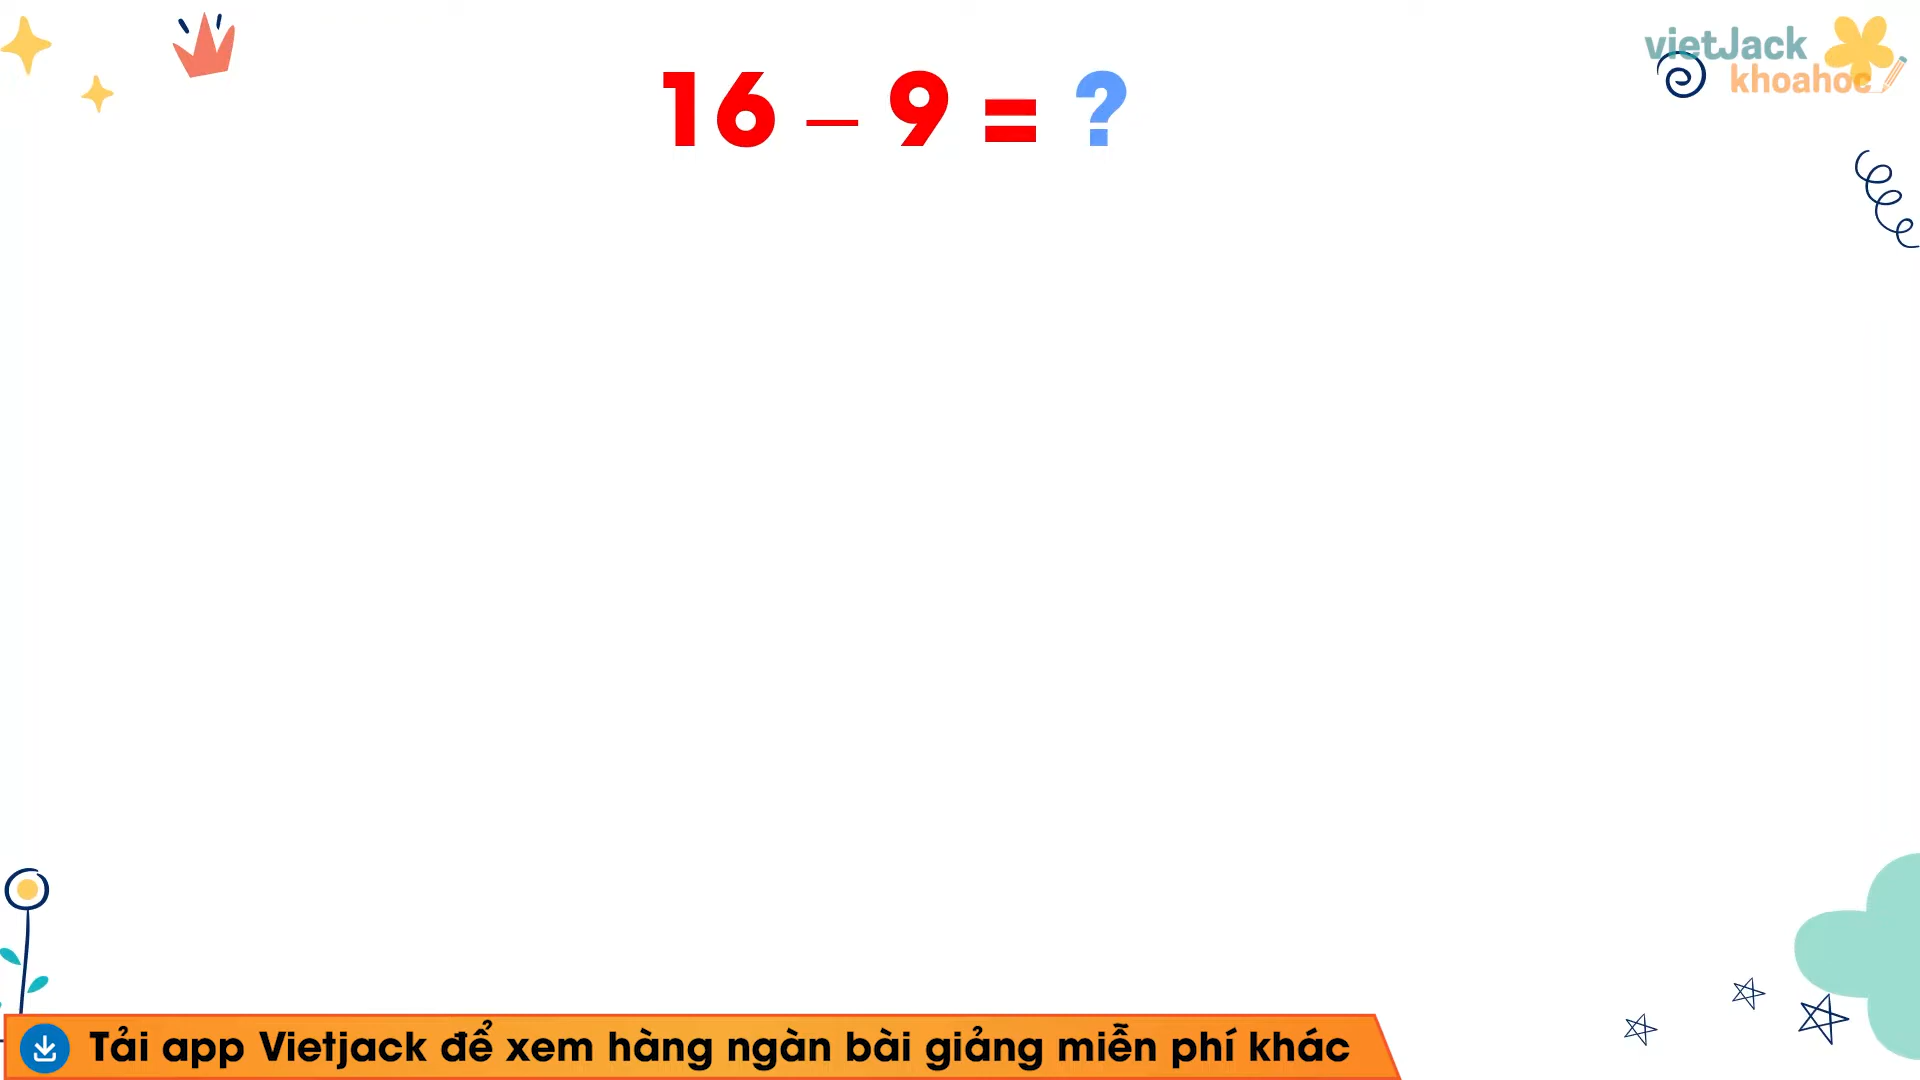 16 – 9 = ?
vietJack
khoahoc
Tải app Vietjack để xem hàng ngàn bài giảng miễn phí khác